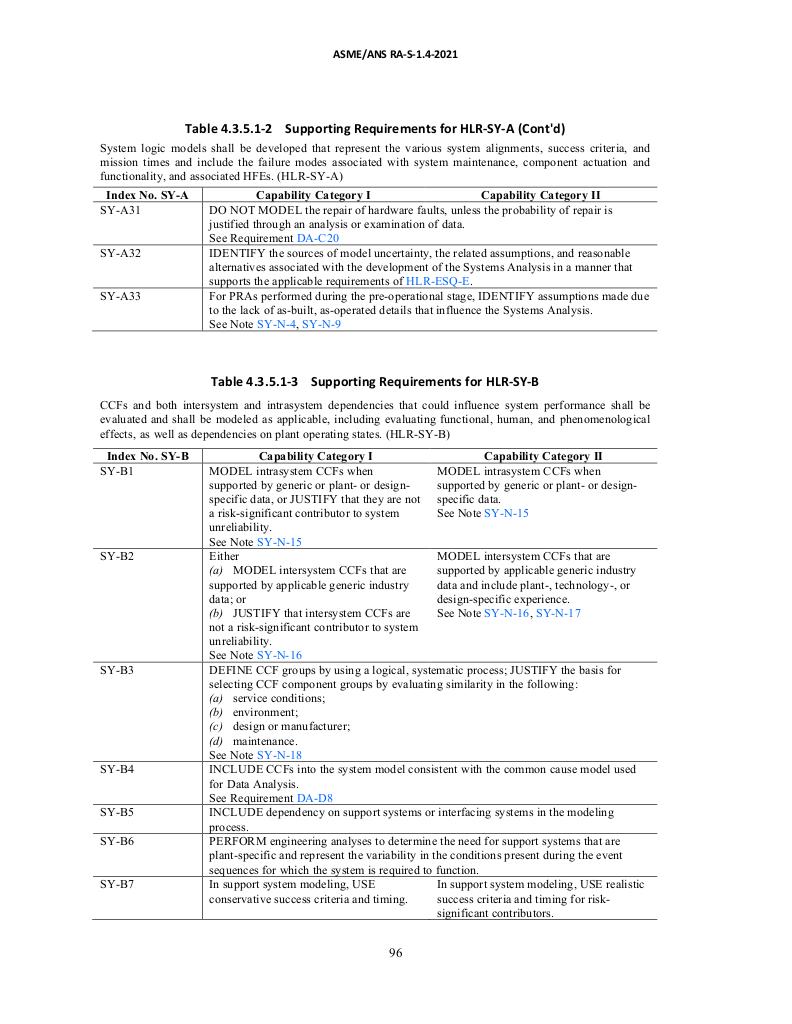 ASME/ANS RA-S-1.4-2021
Table 4.3.5.1-2 Supporting Requirements for HLR-SY-A (Cont'd)
System logic models shall be developed that represent the various system alignments, success criteria, and
mission times and include the failure modes associated with system maintenance, component actuation and
functionality, and associated HFEs. (HLR-SY-A)
Index No. SY-A Capability Category I Capability Category II
SY-A31 DO NOT MODEL the repair of hardware faults, unless the probability of repair is
justified through an analysis or examination of data.
See Requirement DA-C20
SY-A32 IDENTIFY the sources of model uncertainty, the related assumptions, and reasonable
alternatives associated with the development of the Systems Analysis in a manner that
supports the applicable requirements of HLR-ESQ-E.
SY-A33 For PRAs performed during the pre-operational stage, IDENTIFY assumptions made due
to the lack of as-built, as-operated details that influence the Systems Analysis.
See Note SY-N-4, SY-N-9
Table 4.3.5.1-3 Supporting Requirements for HLR-SY-B
CCFs and both intersystem and intrasystem dependencies that could influence system performance shall be
evaluated and shall be modeled as applicable, including evaluating functional, human, and phenomenological
effects, as well as dependencies on plant operating states. (HLR-SY-B)
Index No. SY-B Capability Category I Capability Category II
SY-B1 MODEL intrasystem CCFs when
supported by generic or plant- or design-
specific data, or JUSTIFY that they are not
a risk-significant contributor to system
unreliability.
See Note SY-N-15
MODEL intrasystem CCFs when
supported by generic or plant- or design-
specific data.
See Note SY-N-15
SY-B2 Either
(a) MODEL intersystem CCFs that are
supported by applicable generic industry
data; or
(b) JUSTIFY that intersystem CCFs are
not a risk-significant contributor to system
unreliability.
See Note SY-N-16
MODEL intersystem CCFs that are
supported by applicable generic industry
data and include plant-, technology-, or
design-specific experience.
See Note SY-N-16, SY-N-17
SY-B3 DEFINE CCF groups by using a logical, systematic process; JUSTIFY the basis for
selecting CCF component groups by evaluating similarity in the following:
(a) service conditions;
(b) environment;
(c) design or manufacturer;
(d) maintenance.
See Note SY-N-18
SY-B4 INCLUDE CCFs into the system model consistent with the common cause model used
for Data Analysis.
See Requirement DA-D8
SY-B5 INCLUDE dependency on support systems or interfacing systems in the modeling
process.
SY-B6 PERFORM engineering analyses to determine the need for support systems that are
plant-specific and represent the variability in the conditions present during the event
sequences for which the system is required to function.
SY-B7 In support system modeling, USE
conservative success criteria and timing.
In support system modeling, USE realistic
success criteria and timing for risk-
significant contributors.
96